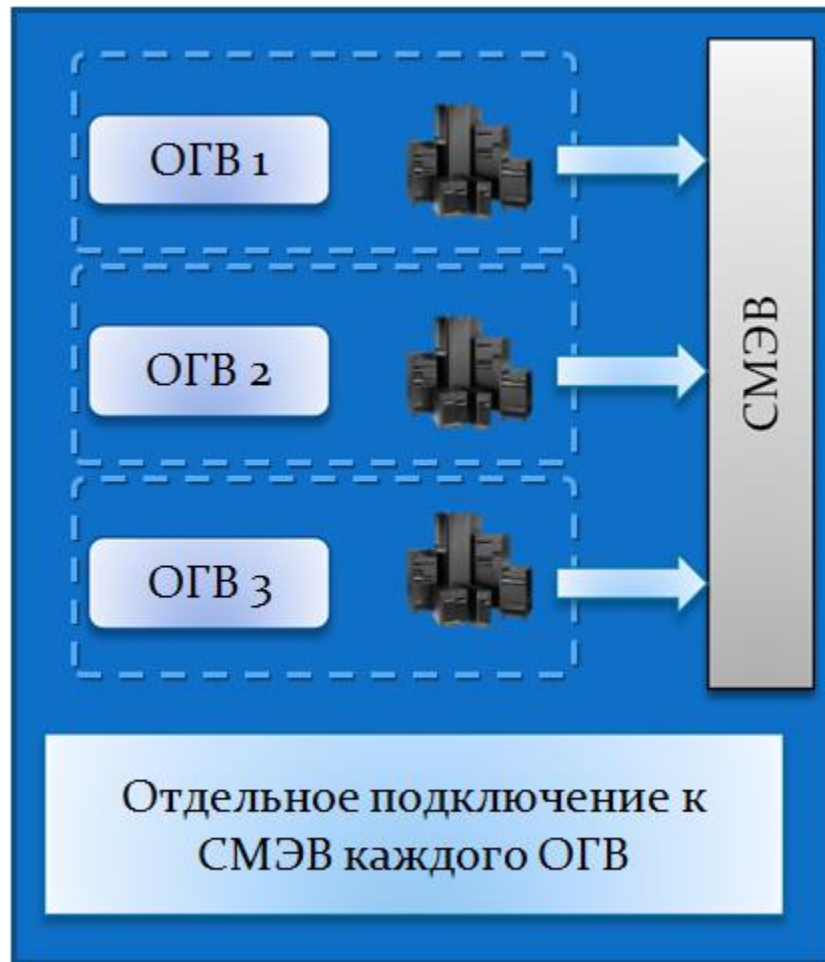 ОГВ 1
ОГВ 2
ОГВ 3
СМЭВ
Отдельное подключение к
СМЭВ каждого ОГВ